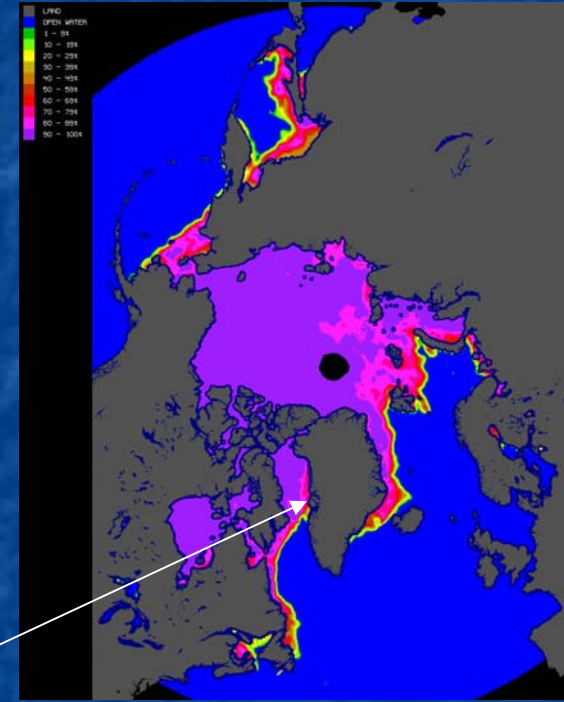 LAND
OPEN WATER
1 - 9%
10 - 19%
20 - 29%
30 - 39%
40 - 49%
50 - 59%
60 - 69%
70 - 79%
80 - 89%
90 - 100%